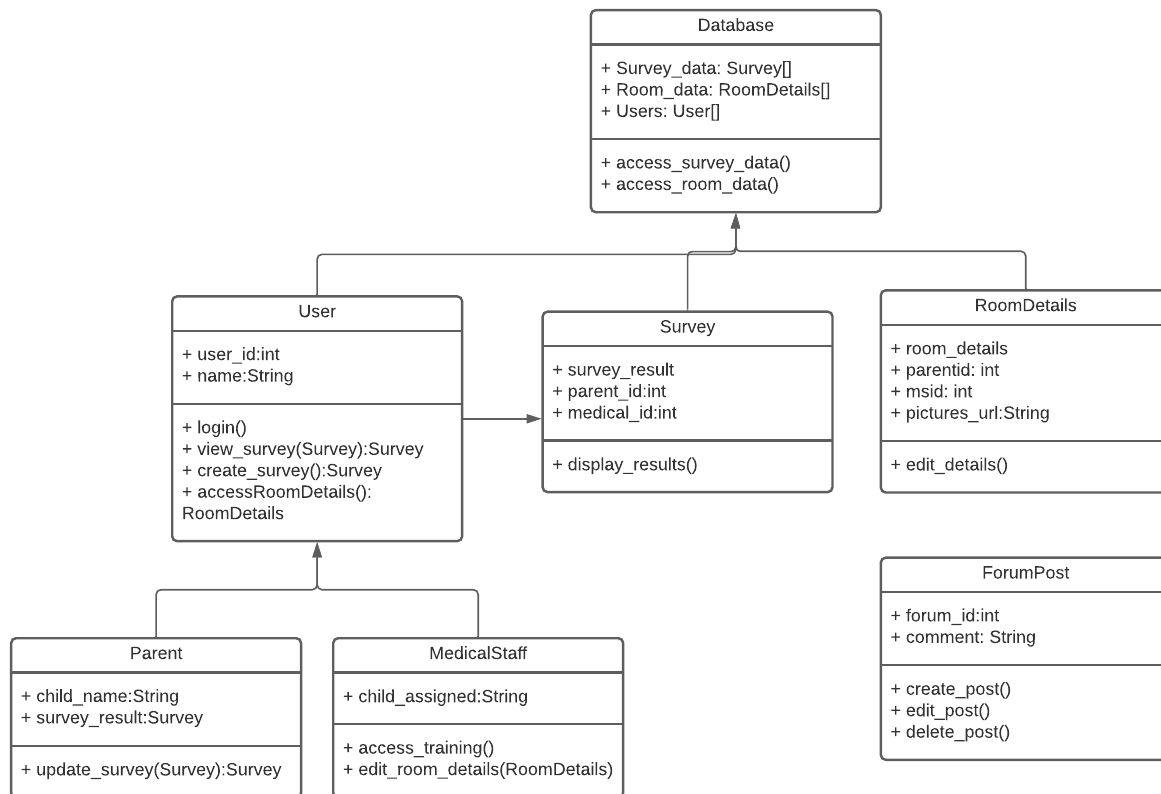 Database
+ Survey_data: Survey[]
+ Room_data: RoomDetails[]
+ Users: User[]
+ access_survey_data()
+ access_room_data()
User
+ user_id:int
+ name:String
+ login()
+ view_survey(Survey):Survey
+ create_survey():Survey
+ accessRoomDetails():
RoomDetails
Survey
+ survey_result
+ parent_id:int
+ medical_id:int
+ display_results()
RoomDetails
+ room_details
+ parentid: int
+ msid: int
+ pictures_url:String
+ edit_details()
Parent
+ child_name:String
+ survey_result:Survey
+ update_survey(Survey):Survey
MedicalStaff
+ child_assigned:String
+ access_training()
+ edit_room_details(RoomDetails)
ForumPost
+ forum_id:int
+ comment: String
+ create_post()
+ edit_post()
+ delete_post()